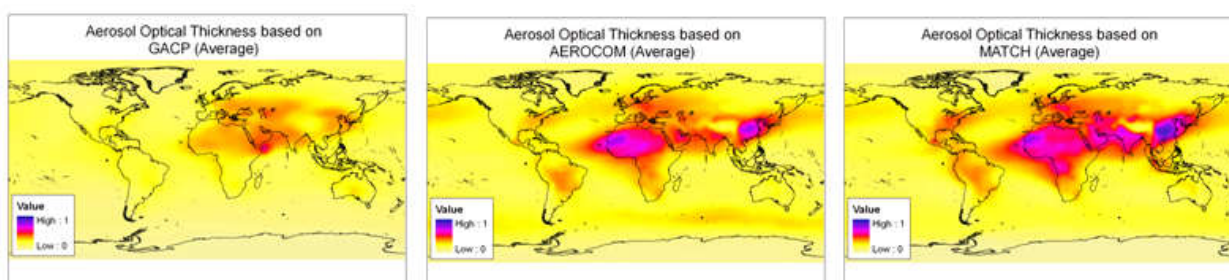 Aerosol Optical Thickness based on
GACP (Average)
Value
High : 1
Low : 0
Aerosol Optical Thickness based on
AEROCOM (Average)
Value
High : 1
Low : 0
Aerosol Optical Thickness based on
MATCH (Average)
Value
High : 1
Low : 0